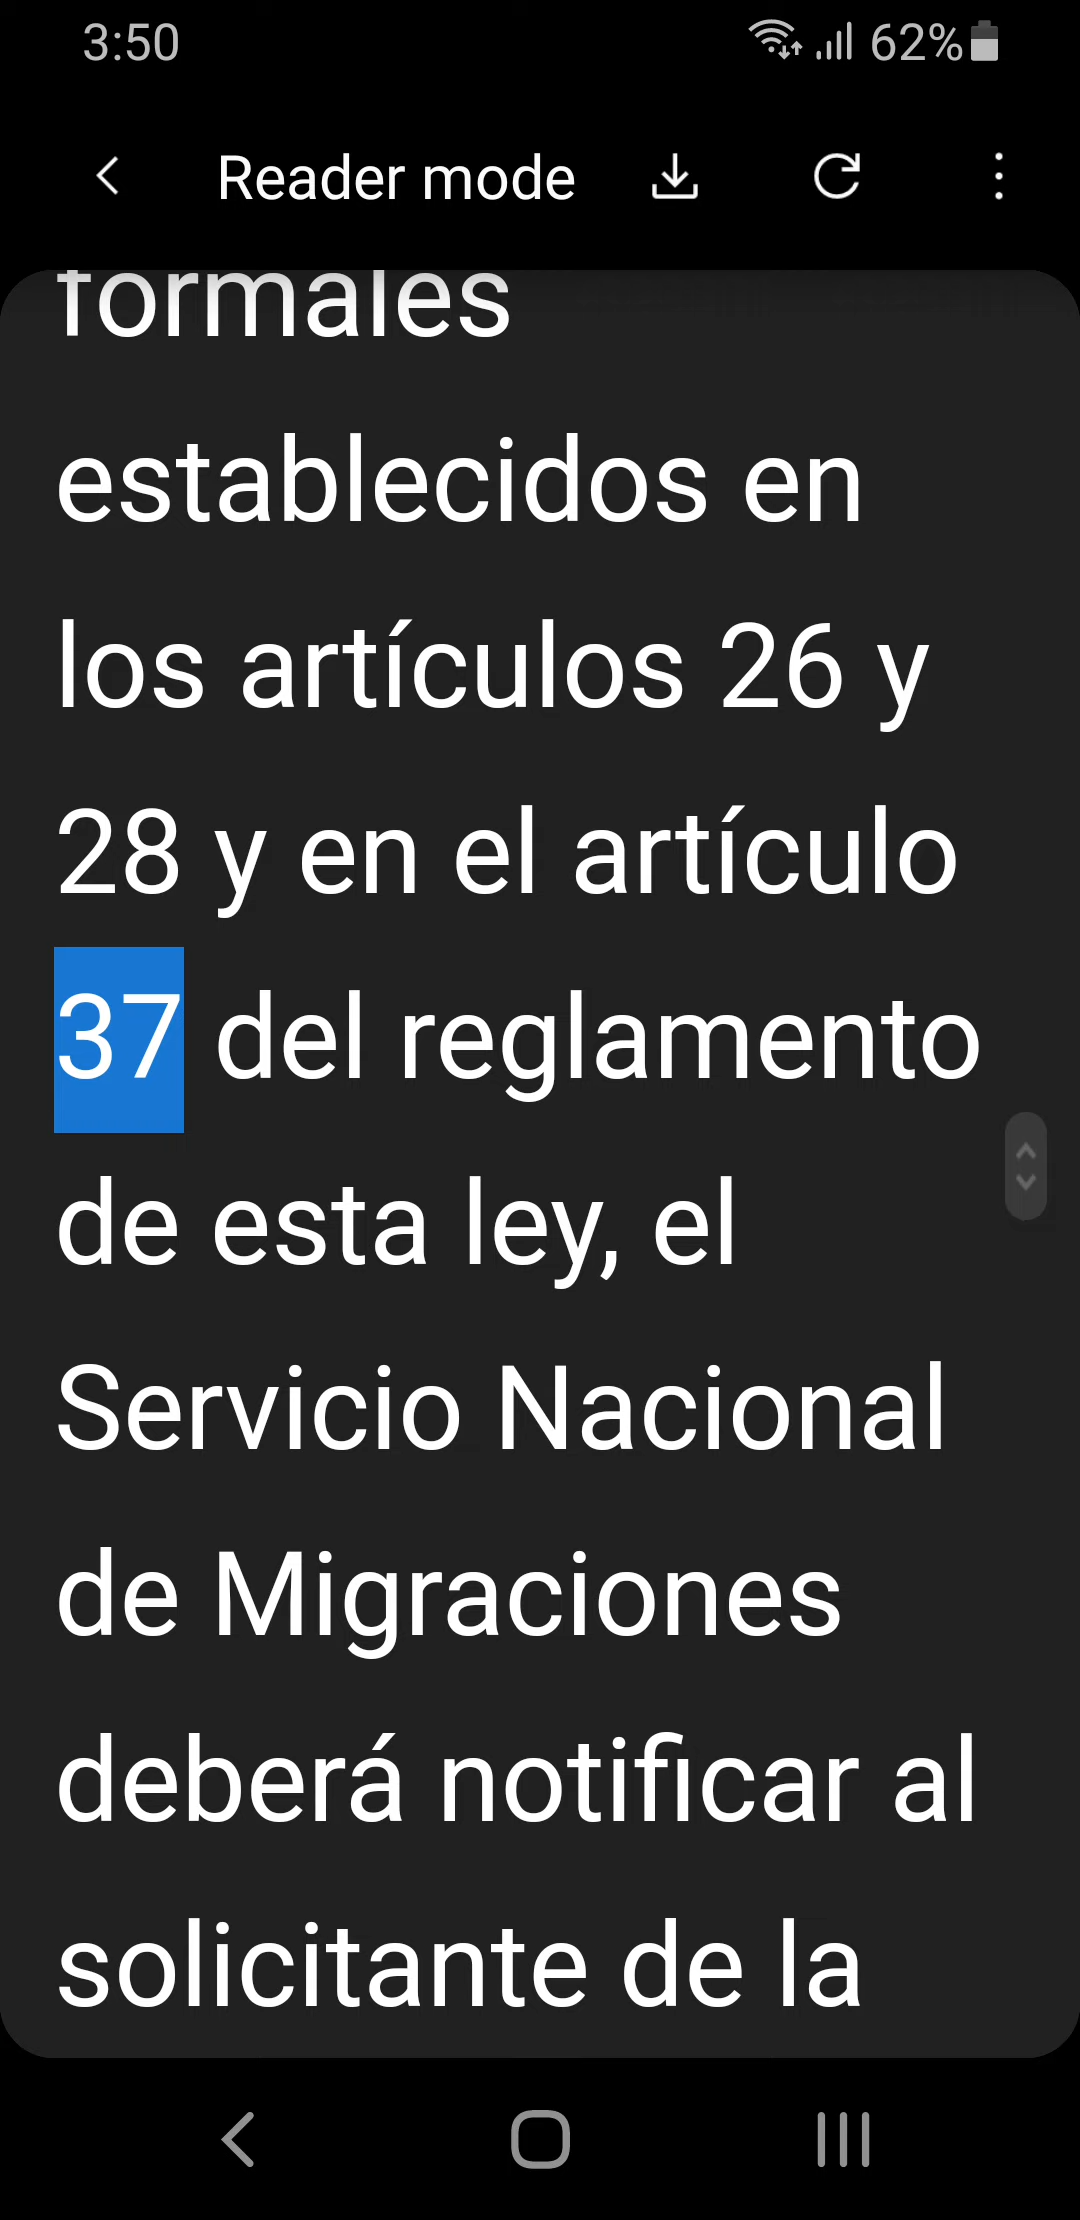 3:50
62%
Reader mode
formales
establecidos en
los artículos 26 y
28 y en el artículo
37 del reglamento
de esta ley, el
Servicio Nacional
de Migraciones
deberá notificar al
solicitante de la